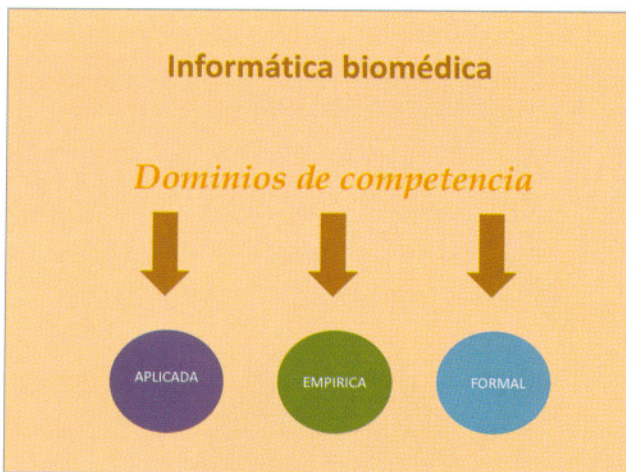 Informática biomédica
Dominios de competencia
APLICADA
EMPIRICA
FORMAL